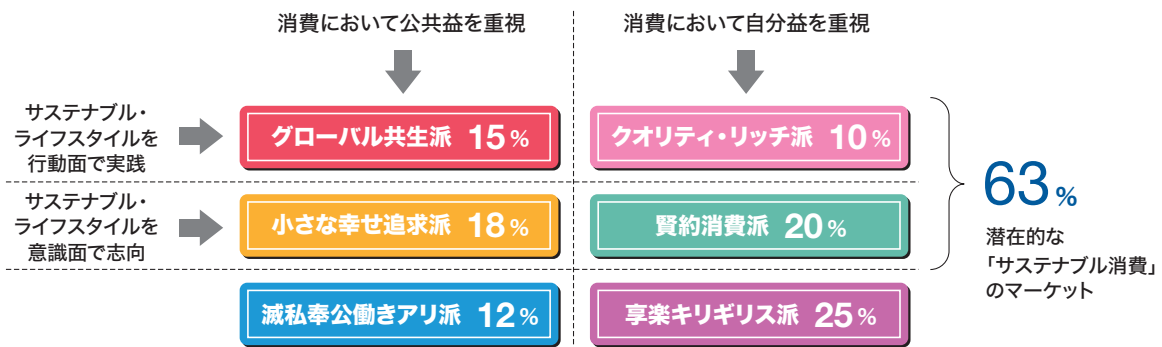 消費において公共益を重視
消費において自分益を重視
サステナブル・
ライフスタイルを
行動面で実践
グローバル共生派 15%
クオリティ・リッチ派 10%
サステナブル・
ライフスタイルを
意識面で志向
小さな幸せ追求派 18%
賢約消費派 20%
滅私奉公働きアリ派 12%
享楽キリギリス派 25%
63%
潜在的な
「サステナブル消費」
のマーケット